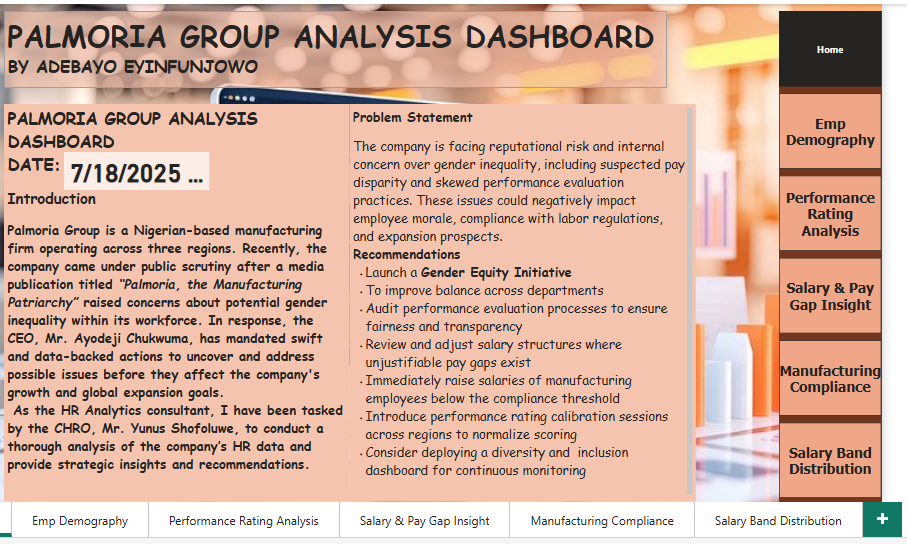 PALMORIA GROUP ANALYSIS DASHBOARD
BY ADEBAYO EYINFUNJOWO
PALMORIA GROUP ANALYSIS
DASHBOARD
DATE: 7/18/2025 ...
Introduction
Palmoria Group is a Nigerian-based manufacturing
firm operating across three regions. Recently, the
company came under public scrutiny after a media
publication titled “Palmoria, the Manufacturing
Patriarchy” raised concerns about potential gender
inequality within its workforce. In response, the
CEO, Mr. Ayodeji Chukwuma, has mandated swift
and data-backed actions to uncover and address
possible issues before they affect the company's
growth and global expansion goals.
As the HR Analytics consultant, I have been tasked
by the CHRO, Mr. Yunus Shofoluwe, to conduct a
thorough analysis of the company’s HR data and
provide strategic insights and recommendations.
Problem Statement
The company is facing reputational risk and internal
concern over gender inequality, including suspected pay
disparity and skewed performance evaluation
practices. These issues could negatively impact
employee morale, compliance with labor regulations,
and expansion prospects.
Recommendations
· Launch a Gender Equity Initiative
· To improve balance across departments
· Audit performance evaluation processes to ensure
fairness and transparency
· Review and adjust salary structures where
unjustifiable pay gaps exist
· Immediately raise salaries of manufacturing
employees below the compliance threshold
· Introduce performance rating calibration sessions
across regions to normalize scoring
· Consider deploying a diversity and inclusion
dashboard for continuous monitoring
Home
Emp
Demography
Performance
Rating
Analysis
Salary & Pay
Gap Insight
Manufacturing
Compliance
Salary Band
Distribution
Emp Demography
Performance Rating Analysis
Salary & Pay Gap Insight
Manufacturing Compliance
Salary Band Distribution
+